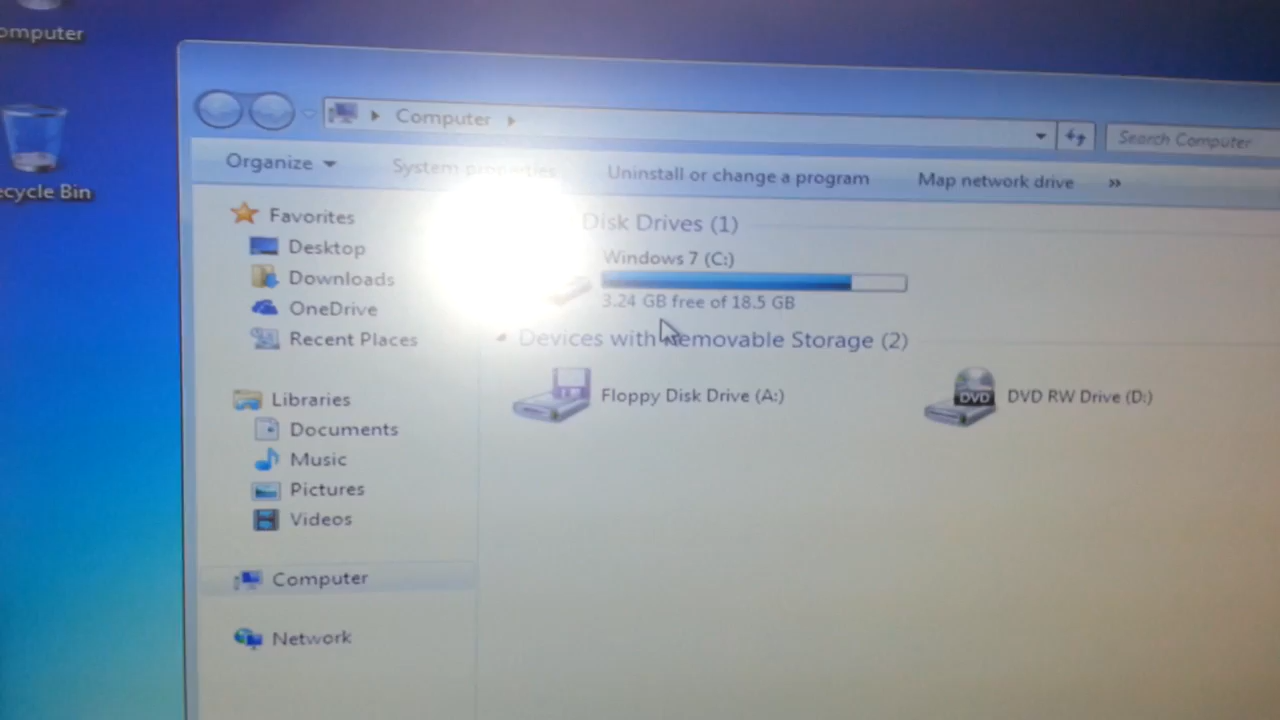 omputer
ecycle Bin
Computer
Search Computer
Organize
System properties
Uninstall or change a program
Map network drive
»
Favorites
Desktop
Downloads
OneDrive
Recent Places
Libraries
Documents
Music
Pictures
Videos
Computer
Network
Disk Drives (1)
Windows 7 (C:)
3.24 GB free of 18.5 GB
Devices with Removable Storage (2)
Floppy Disk Drive (A:)
DVD
DVD RW Drive (D:)